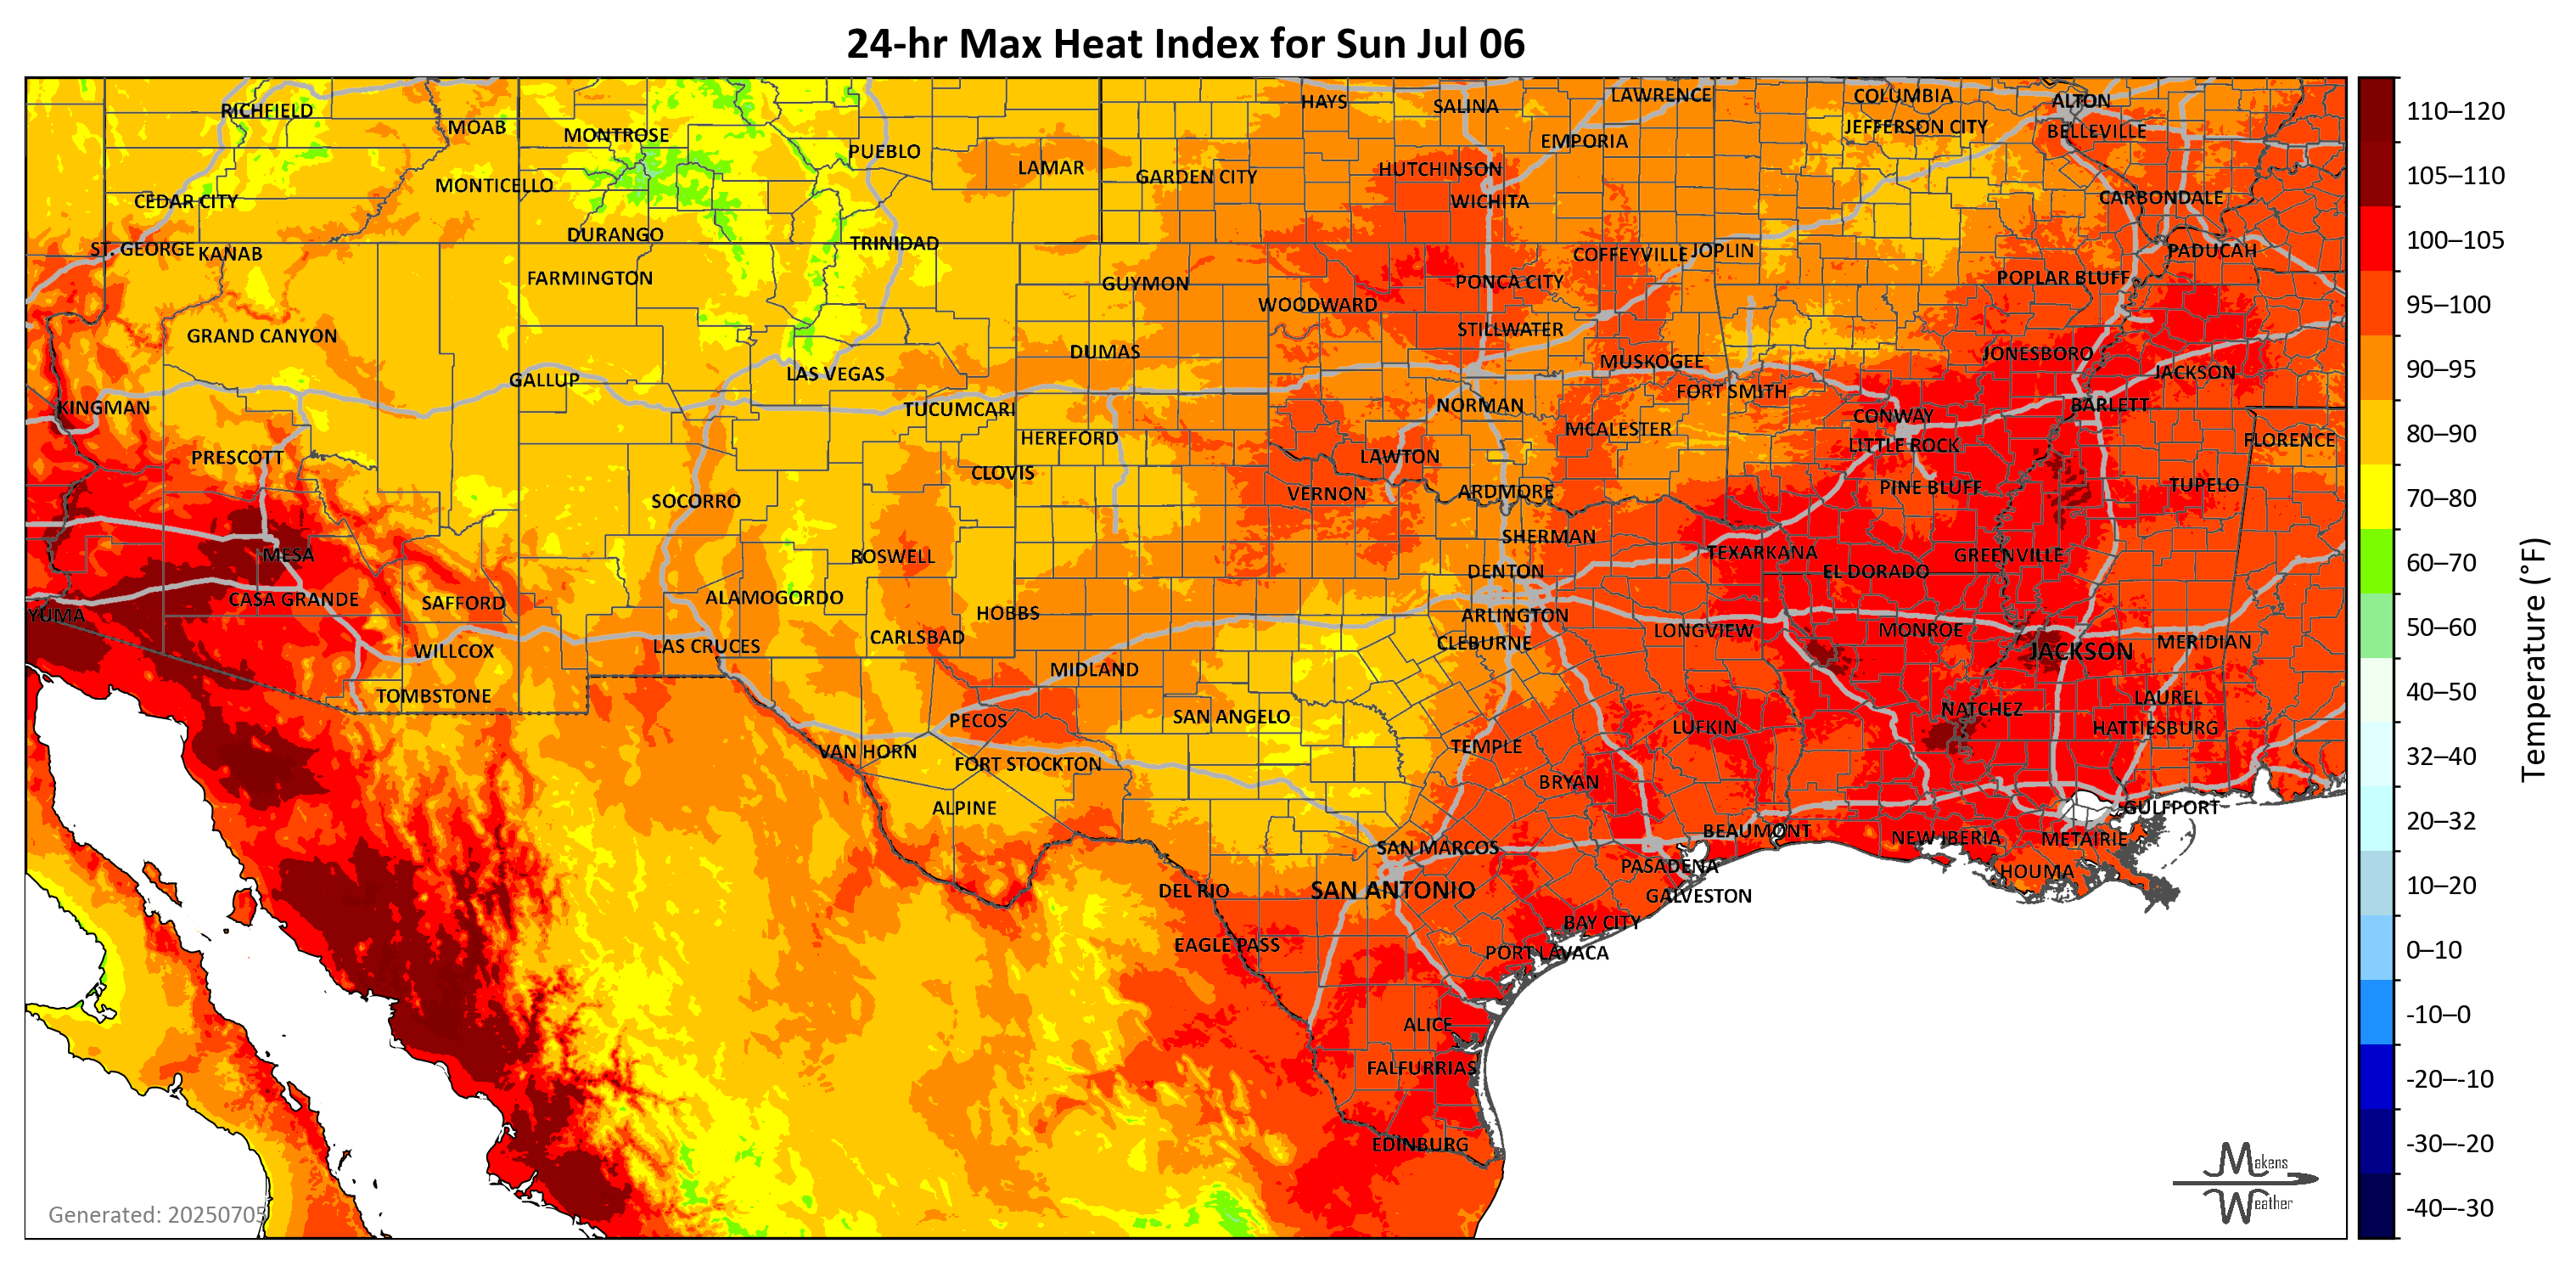 24-hr Max Heat Index for Sun Jul 06
RICHFIELD
MOAB
MONTROSE
PUEBLO
LAMAR
GARDEN CITY
HAYS
SALINA
LAWRENCE
EMPORIA
HUTCHINSON
WICHITA
COLUMBIA
JEFFERSON CITY
ALTON
BELLEVILLE
CARBONDALE
CEDAR CITY
MONTICELLO
ST. GEORGE
KANAB
DURANGO
TRINIDAD
FARMINGTON
GUYMON
WOODWARD
PONCA CITY
COFFEYVILLE
JOPLIN
POPLAR BLUFF
PADUCAH
GRAND CANYON
GALLUP
LAS VEGAS
DUMAS
STILLWATER
MUSKOGEE
FORT SMITH
JONESBORO
JACKSON
KINGMAN
TUCUMCARI
NORMAN
CONWAY
BARLETT
PRESCOTT
HEREFORD
CLOVIS
LAWTON
MCALESTER
LITTLE ROCK
FLORENCE
SOCORRO
VERNON
ARDMORE
PINE BLUFF
TUPELO
MESA
ROSWELL
SHERMAN
TEXARKANA
GREENVILLE
YUMA
CASA GRANDE
SAFFORD
ALAMOGORDO
HOBBS
DENTON
ARLINGTON
EL DORADO
WILLCOX
LAS CRUCES
CARLSBAD
CLEBURNE
LONGVIEW
MONROE
JACKSON
MERIDIAN
TOMBSTONE
MIDLAND
PECOS
SAN ANGELO
LUFKIN
NATCHEZ
LAUREL
HATTIESBURG
VAN HORN
FORT STOCKTON
TEMPLE
BRYAN
ALPINE
SAN MARCOS
BEAUMONT
NEW IBERIA
METAIRIE
GULFPORT
DEL RIO
SAN ANTONIO
PASADENA
GALVESTON
HOUMA
EAGLE PASS
BAY CITY
PORT LAVACA
ALICE
FALFURRIAS
EDINBURG
Generated: 20250705
Makens
Weather
110–120
105–110
100–105
95–100
90–95
80–90
70–80
60–70
50–60
40–50
32–40
20–32
10–20
0–10
-10–0
-20–-10
-30–-20
-40–-30
Temperature (°F)